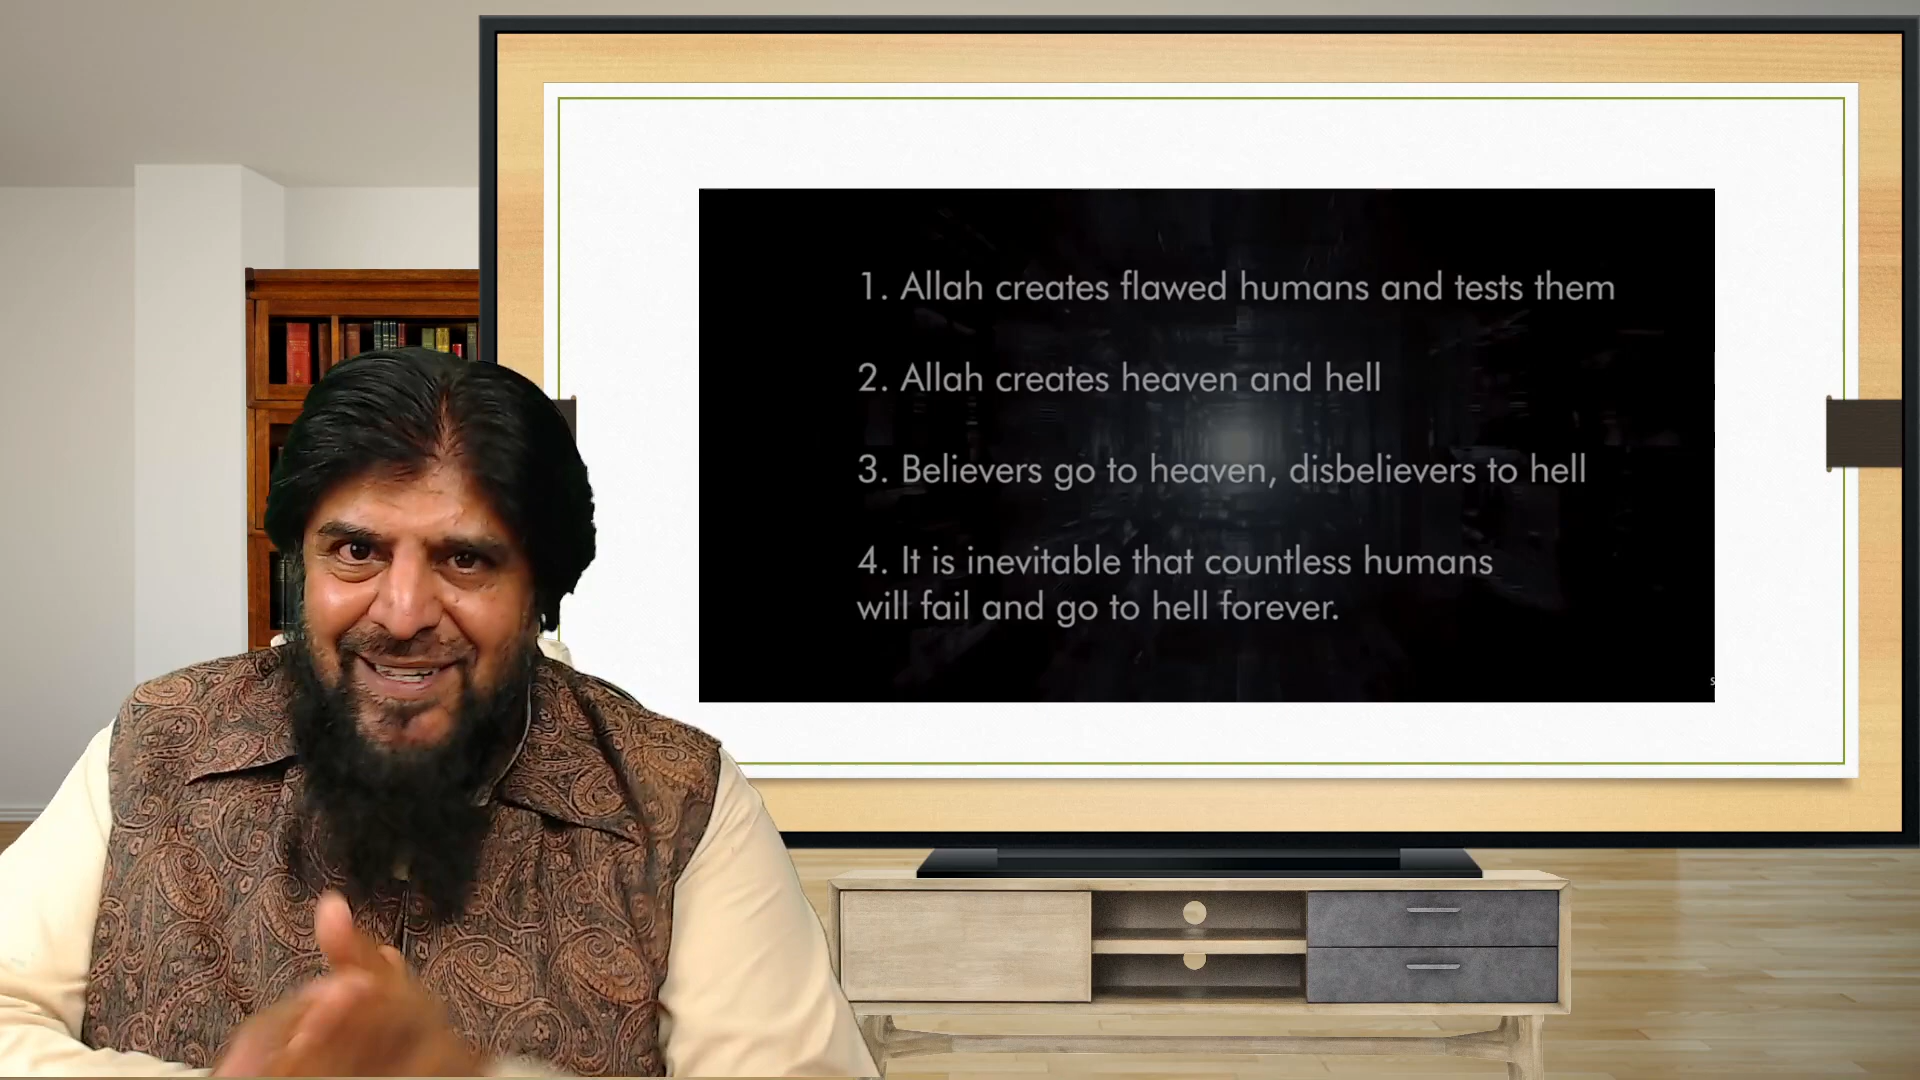 1. Allah creates flawed humans and tests them
2. Allah creates heaven and hell
3. Believers go to heaven, disbelievers to hell
4. It is inevitable that countless humans
will fail and go to hell forever.